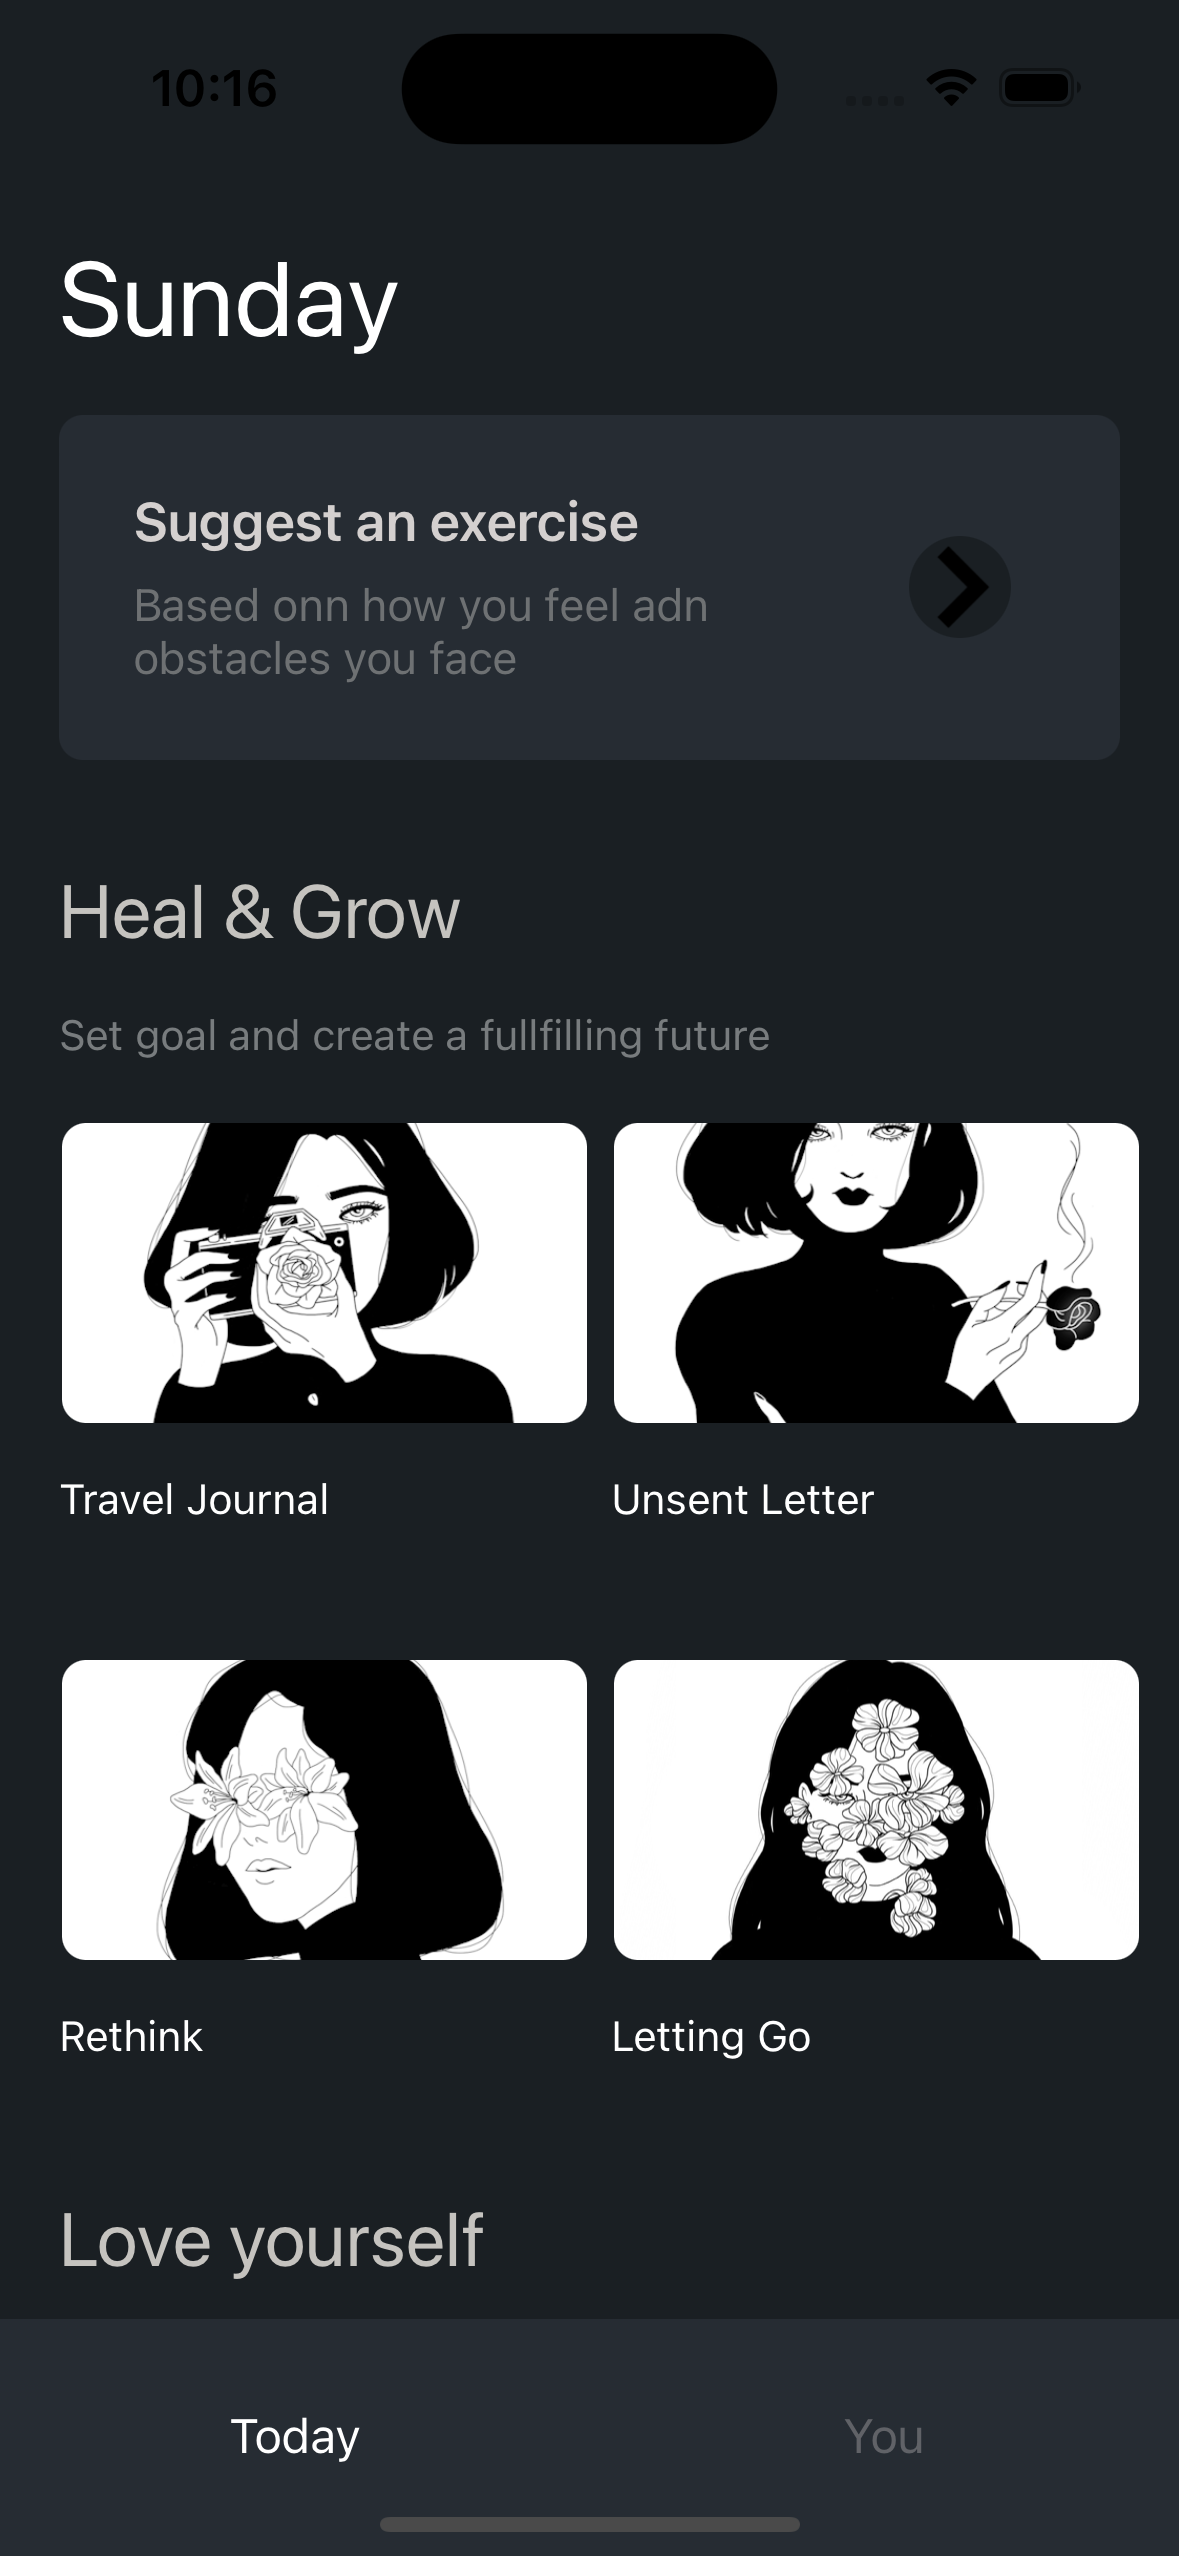 10:16
Sunday
Suggest an exercise
Based onn how you feel adn
obstacles you face
Heal & Grow
Set goal and create a fullfilling future
Travel Journal
Unsent Letter
Rethink
Letting Go
Love yourself
Today
You